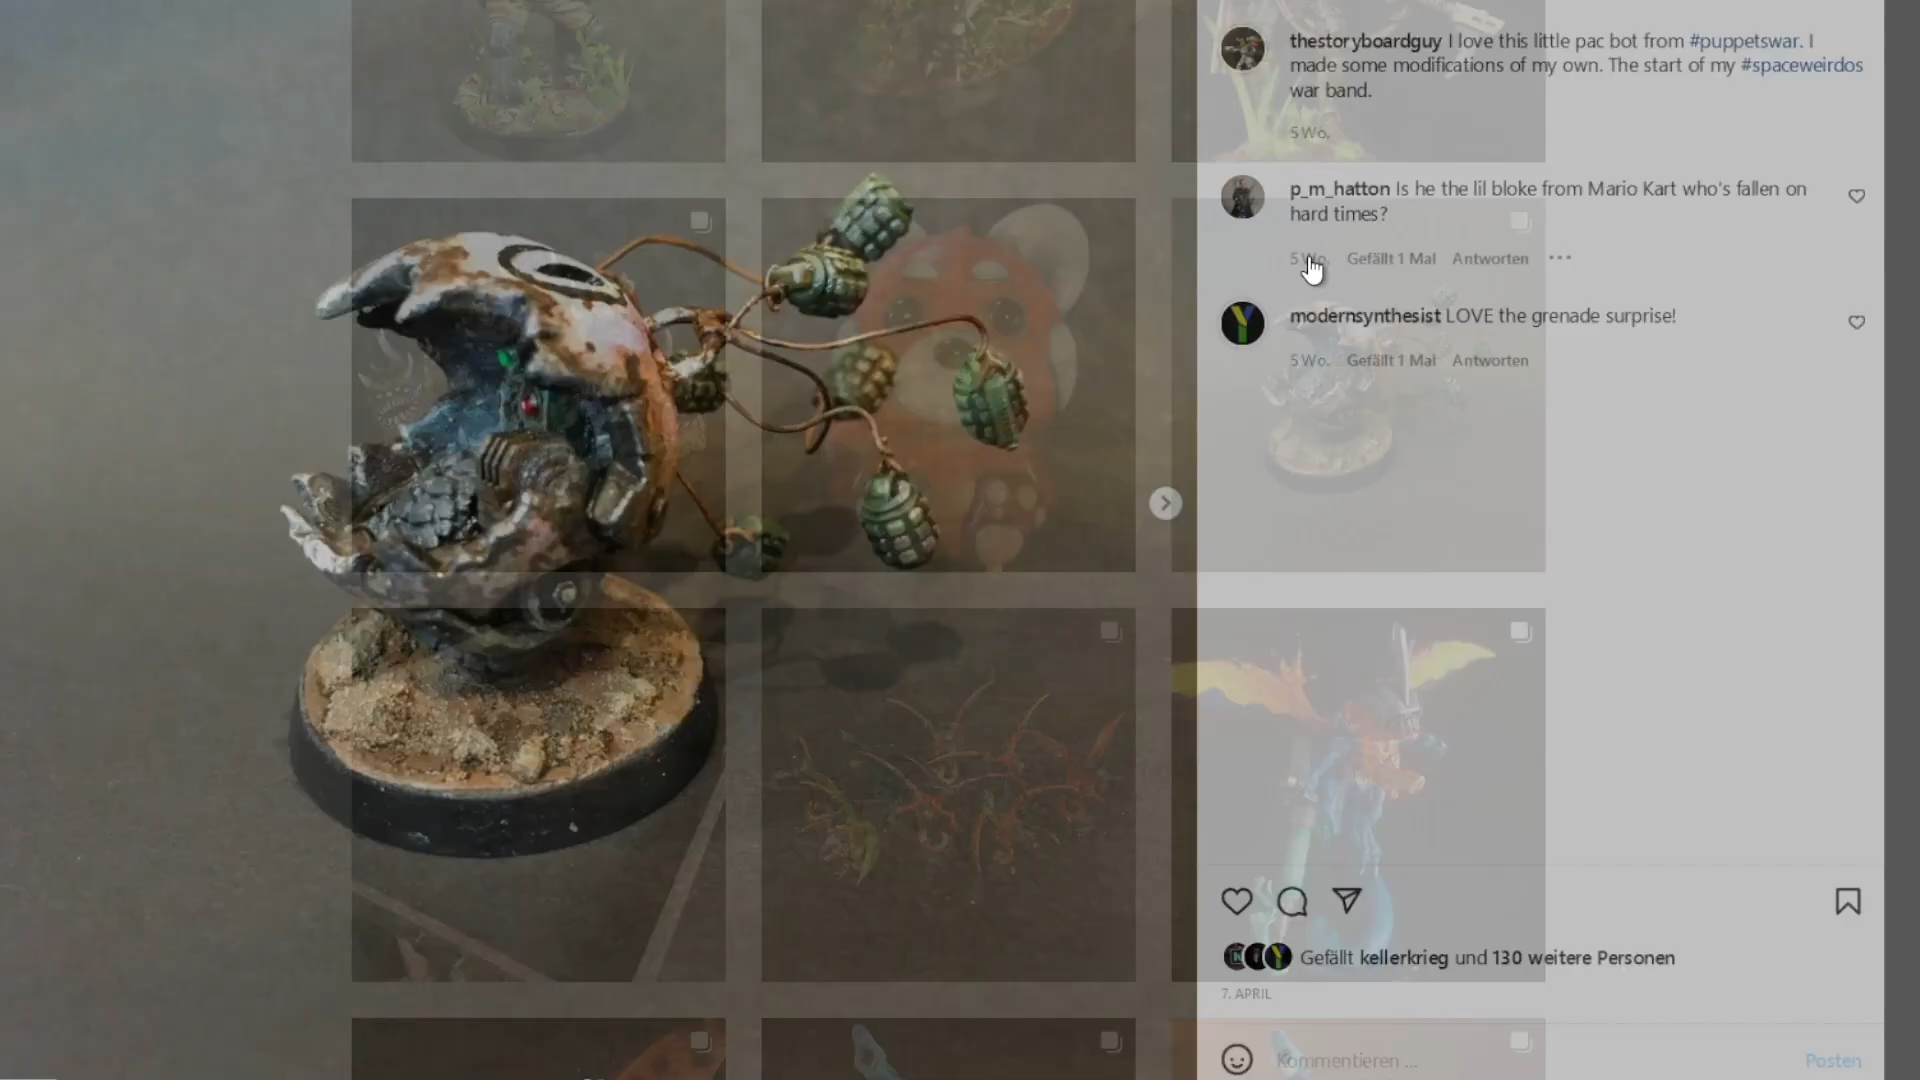 thestoryboardguy I love this little pac bot from #puppetswar. I
made some modifications of my own. The start of my #spaceweirdos
war band.
5 Wo.
p_m_hatton Is he the lil bloke from Mario Kart who's fallen on
hard times?
5 Wo. Gefällt 1 Mal Antworten
modernsynthesist LOVE the grenade surprise!
5 Wo. Gefällt 1 Mal Antworten
Gefällt kellerkrieg und 130 weitere Personen
7. APRIL
Kommentieren ...
Posten